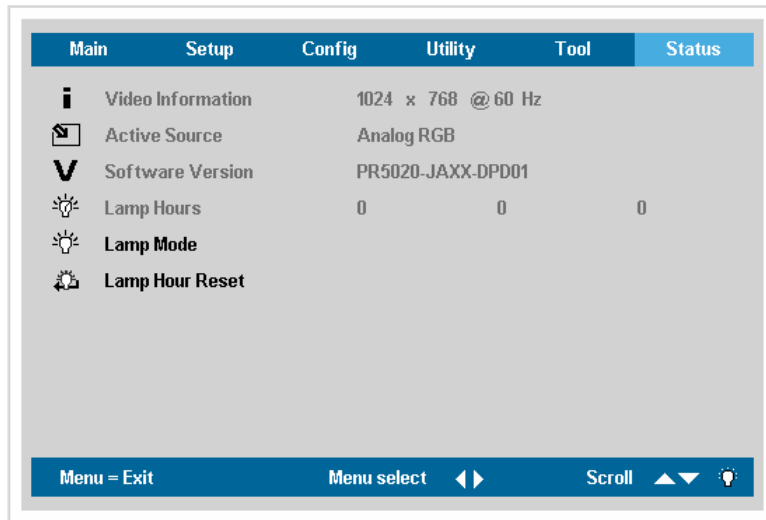 Main Setup Config Utility Tool Status
i Video Information 1024 x 768 @ 60 Hz
Active Source Analog RGB
V Software Version PR5020-JAXX-DPD01
Lamp Hours 0 0 0
Lamp Mode
Lamp Hour Reset
Menu = Exit Menu select Scroll